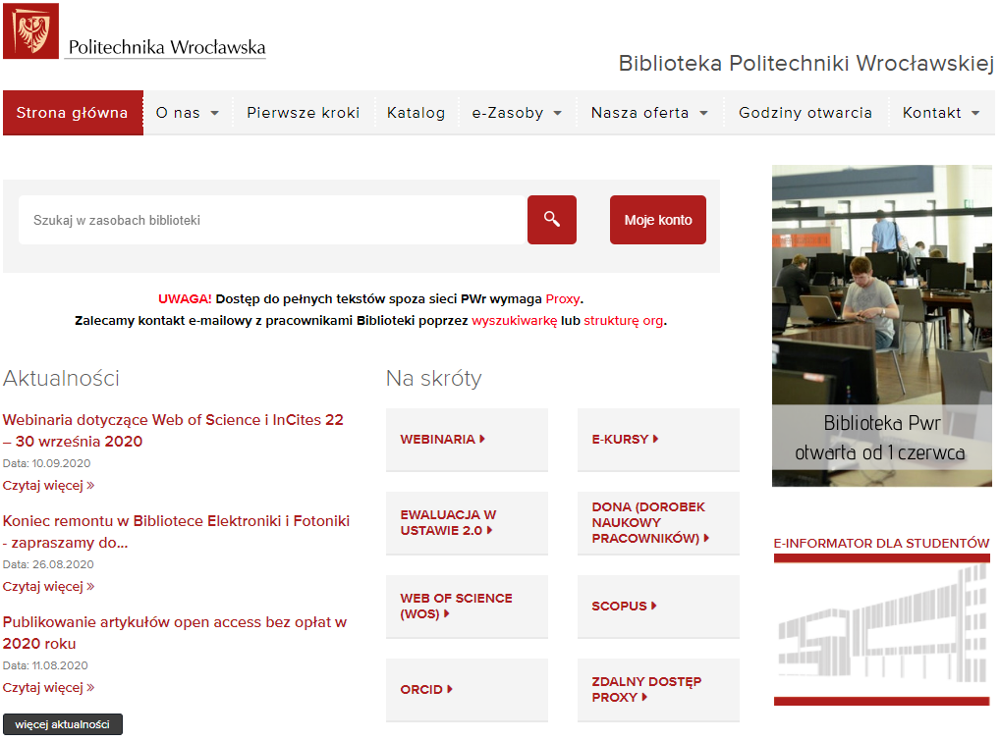 Politechnika Wrocławska
Biblioteka Politechniki Wrocławskiej
Strona główna
O nas
Pierwsze kroki
Katalog
e-Zasoby
Nasza oferta
Godziny otwarcia
Kontakt
Szukaj w zasobach biblioteki
Moje konto
UWAGA! Dostęp do pełnych tekstów spoza sieci PWr wymaga Proxy.
Zalecamy kontakt e-mailowy z pracownikami Biblioteki poprzez wyszukiwarkę lub strukturę org.
Aktualności
Webinaria dotyczące Web of Science i InCites 22
– 30 września 2020
Data: 10.09.2020
Czytaj więcej »
Koniec remontu w Bibliotece Elektroniki i Fotoniki
- zapraszamy do...
Data: 26.08.2020
Czytaj więcej »
Publikowanie artykułów open access bez opłat w
2020 roku
Data: 11.08.2020
Czytaj więcej »
więcej aktualności
Na skróty
WEBINARIA
E-KURSY
EWALUACJA W
USTAWIE 2.0
DONA (DOROBEK
NAUKOWY
PRACOWNIKÓW)
WEB OF SCIENCE
(WOS)
SCOPUS
ORCID
ZDALNY DOSTĘP
PROXY
Biblioteka Pwr
otwarta od 1 czerwca
E-INFORMATOR DLA STUDENTÓW